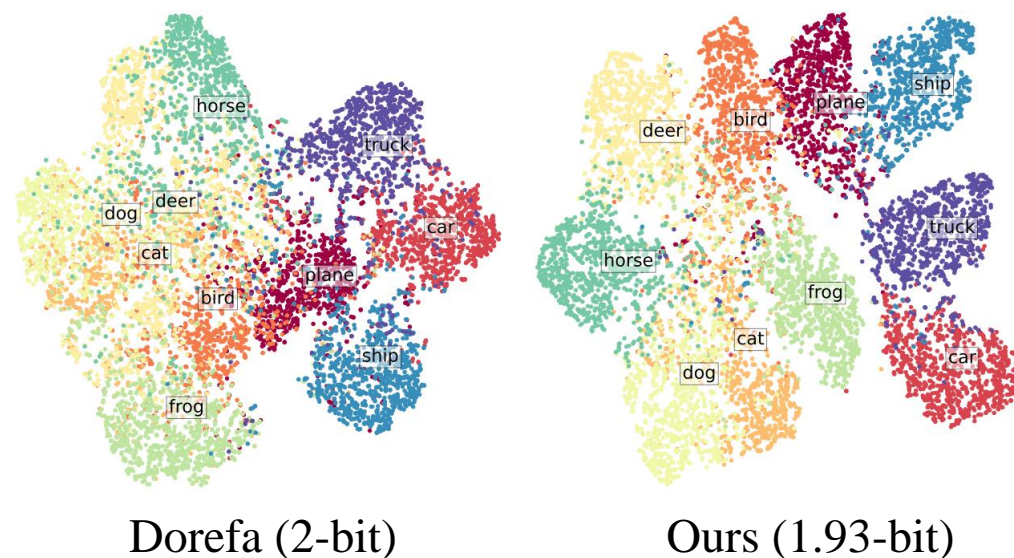 horse
truck
deer
dog
car
cat
plane
bird
ship
frog
Dorefa (2-bit)
ship
plane
bird
deer
truck
horse
frog
cat
car
dog
Ours (1.93-bit)